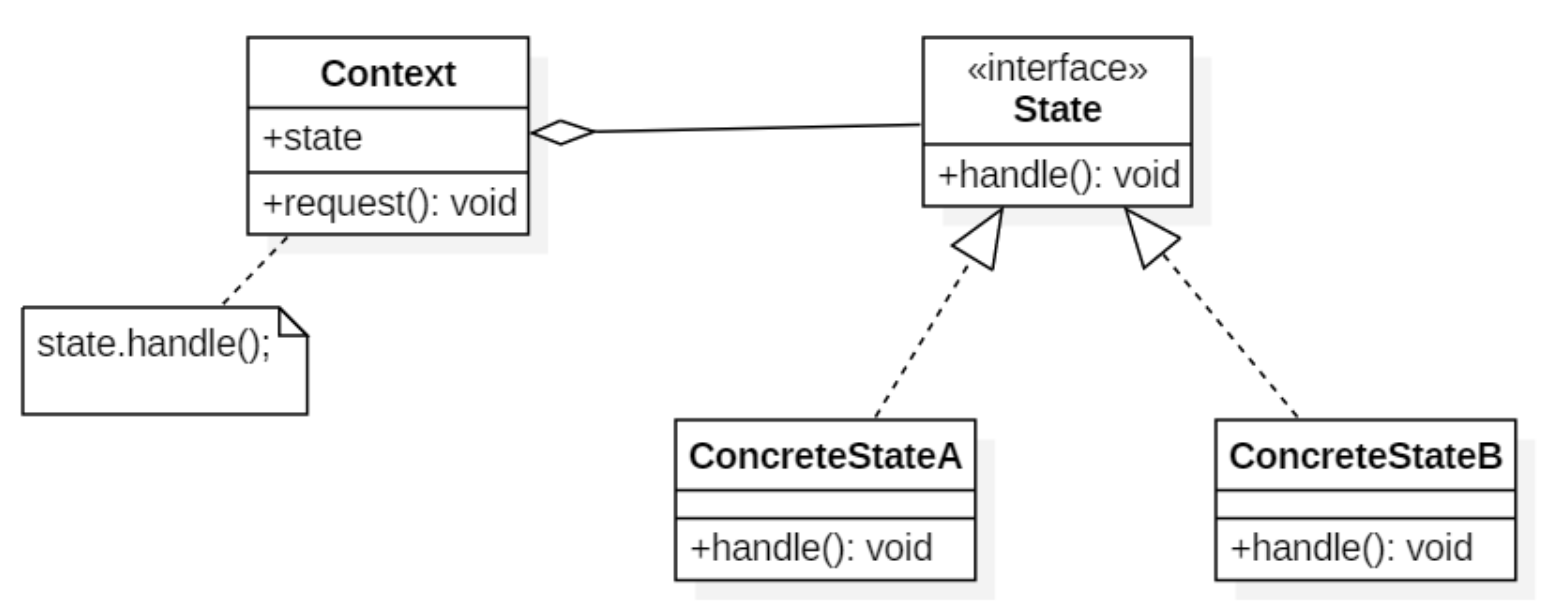 Context
+state
+request(): void
«interface»
State
+handle(): void
state.handle();
ConcreteStateA
+handle(): void
ConcreteStateB
+handle(): void